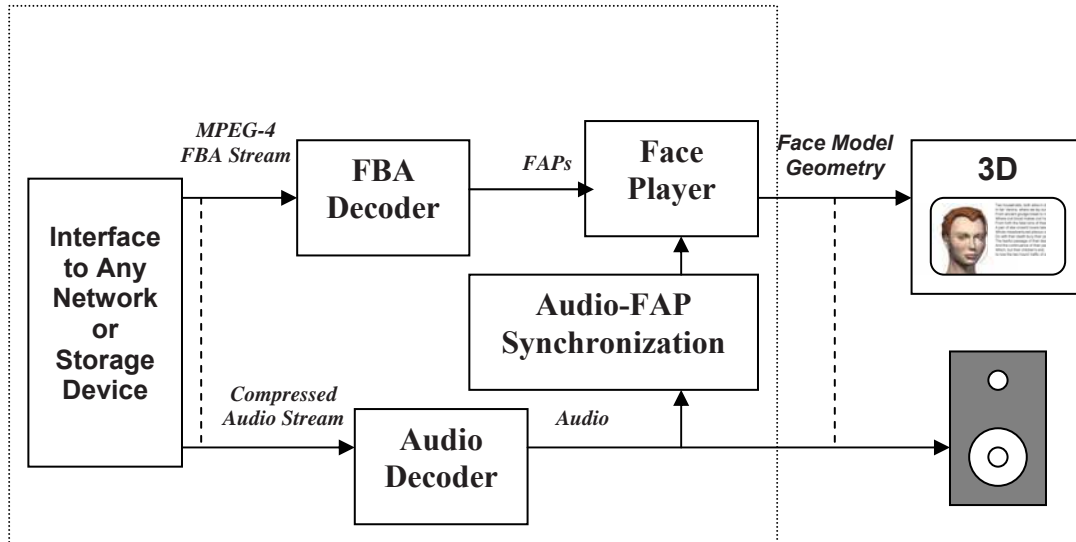 MPEG-4
FBA Stream
FBA
Decoder
FAPs
Face
Player
Face Model
Geometry
3D
Interface
to Any
Network
or
Storage
Device
Audio-FAP
Synchronization
Compressed
Audio Stream
Audio
Decoder
Audio